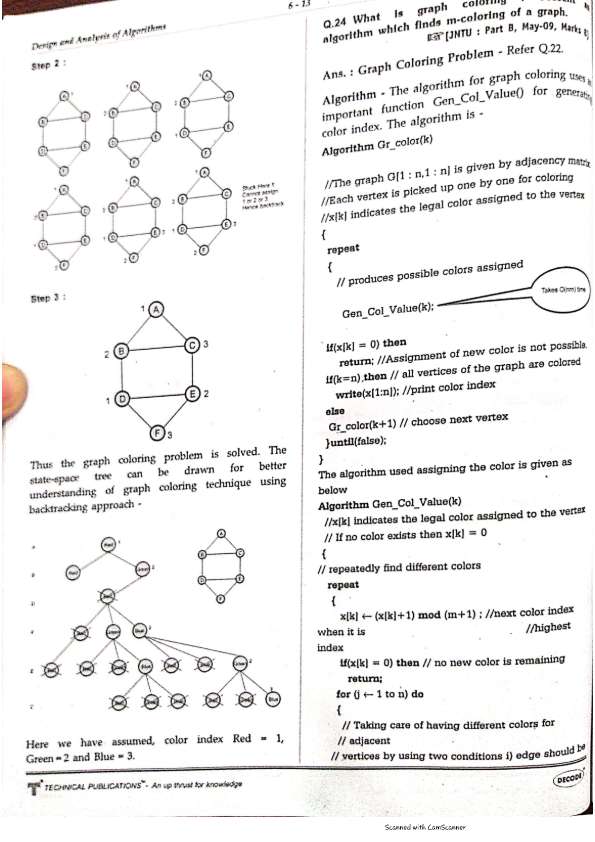 6 - 13
Design and Analysis of Algorithms
Step 2 :
Stuck Here !!
Cannot assign
1 or 2 or 3
Hence backtrack
Step 3 :
1 A
2 B
C 3
1 D
E 2
F 3
Thus the graph coloring problem is solved. The
state-space tree can be drawn for better
understanding of graph coloring technique using
backtracking approach -
Here we have assumed, color index Red = 1,
Green = 2 and Blue = 3.
TECHNICAL PUBLICATIONS™ - An up thrust for knowledge
Q.24 What is graph coloring
algorithm which finds m-coloring of a graph.
[JNTU : Part B, May-09, Marks 8]
Ans. : Graph Coloring Problem - Refer Q.22.
Algorithm - The algorithm for graph coloring uses
important function Gen_Col_Value() for generating
color index. The algorithm is -
Algorithm Gr_color(k)
//The graph G[1 : n,1 : n] is given by adjacency matrix
//Each vertex is picked up one by one for coloring
//x[k] indicates the legal color assigned to the vertex
{
repeat
{
// produces possible colors assigned
Gen_Col_Value(k);
Takes O(nm) time
if(x[k] = 0) then
return; //Assignment of new color is not possible.
if(k=n) then // all vertices of the graph are colored
write(x[1:n]); //print color index
else
Gr_color(k+1) // choose next vertex
}until(false);
}
The algorithm used assigning the color is given as
below
Algorithm Gen_Col_Value(k)
//x[k] indicates the legal color assigned to the vertex
// If no color exists then x[k] = 0
{
// repeatedly find different colors
repeat
{
x[k] ← (x[k]+1) mod (m+1) ; //next color index
when it is //highest
index
if(x[k] = 0) then // no new color is remaining
return;
for (j ← 1 to n) do
{
// Taking care of having different colors for
// adjacent
// vertices by using two conditions i) edge should be
DECODE
Scanned with CamScanner